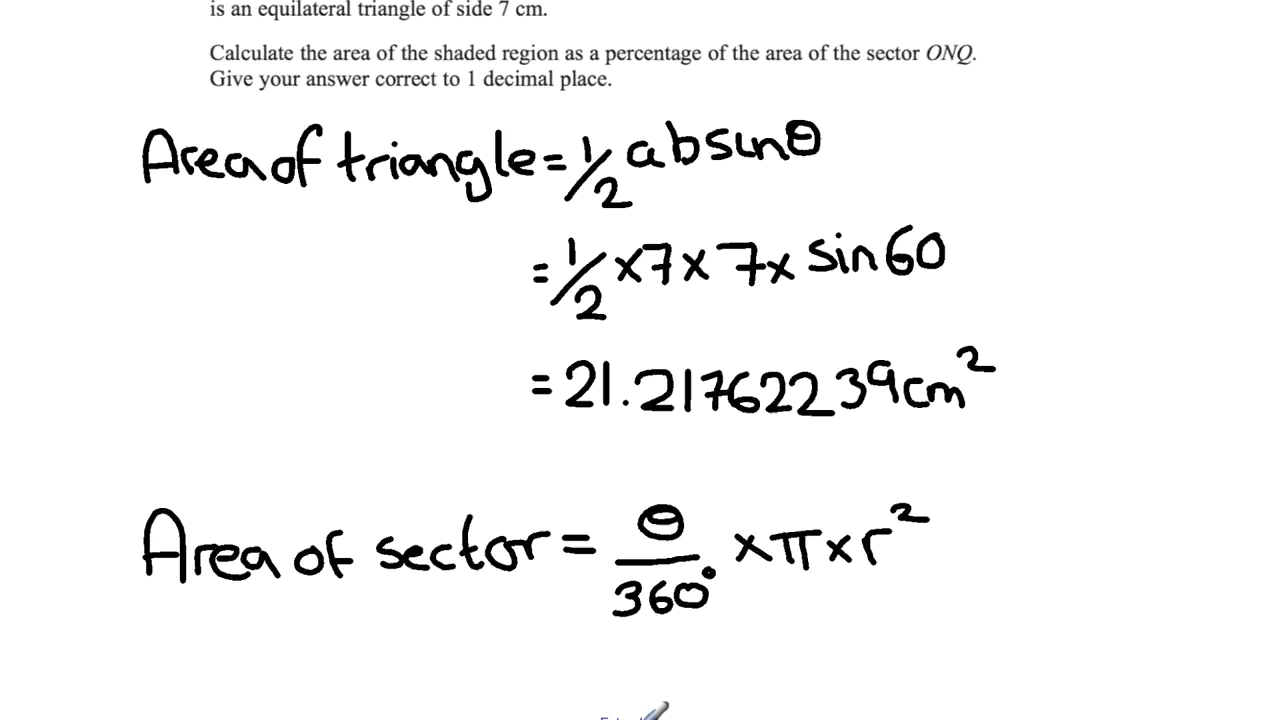 is an equilateral triangle of side 7 cm.
Calculate the area of the shaded region as a percentage of the area of the sector ONQ.
Give your answer correct to 1 decimal place.
Area of triangle = 1/2 ab sinθ
= 1/2 × 7 × 7 × sin 60
= 21.21762239 cm²
Area of sector = θ/360° × π × r²